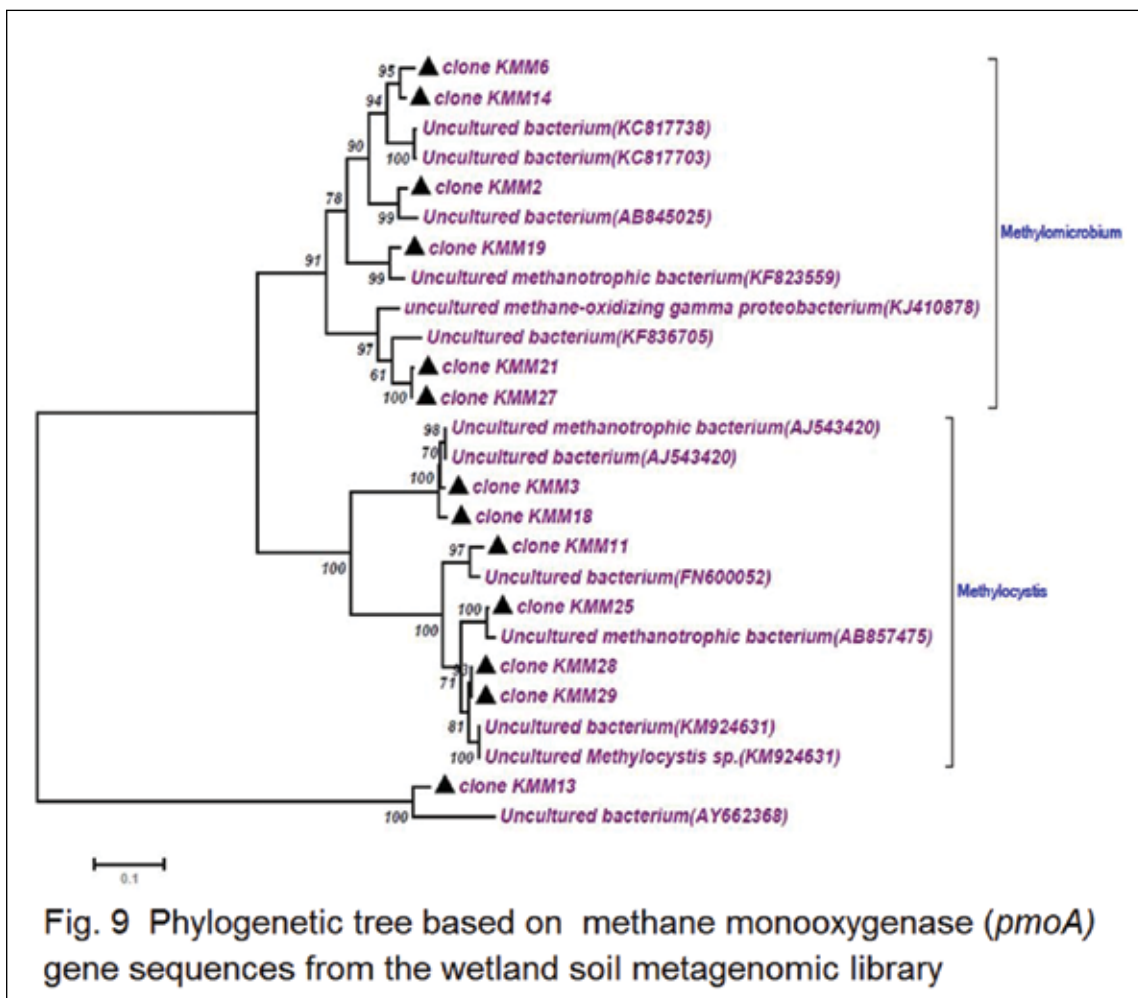 95
clone KMM6
94
clone KMM14
Uncultured bacterium(KC817738)
90
100
Uncultured bacterium(KC817703)
78
clone KMM2
99
Uncultured bacterium(AB845025)
91
clone KMM19
99
Uncultured methanotrophic bacterium(KF823559)
Methylomicrobium
uncultured methane-oxidizing gamma proteobacterium(KJ410878)
97
Uncultured bacterium(KF836705)
61
clone KMM21
100
clone KMM27
98
Uncultured methanotrophic bacterium(AJ543420)
70
Uncultured bacterium(AJ543420)
100
clone KMM3
clone KMM18
100
97
clone KMM11
Uncultured bacterium(FN600052)
Methylocystis
100
100
clone KMM25
Uncultured methanotrophic bacterium(AB857475)
93
clone KMM28
71
clone KMM29
81
Uncultured bacterium(KM924631)
100
Uncultured Methylocystis sp.(KM924631)
clone KMM13
100
Uncultured bacterium(AY662368)
0.1
Fig. 9 Phylogenetic tree based on methane monooxygenase (pmoA)
gene sequences from the wetland soil metagenomic library